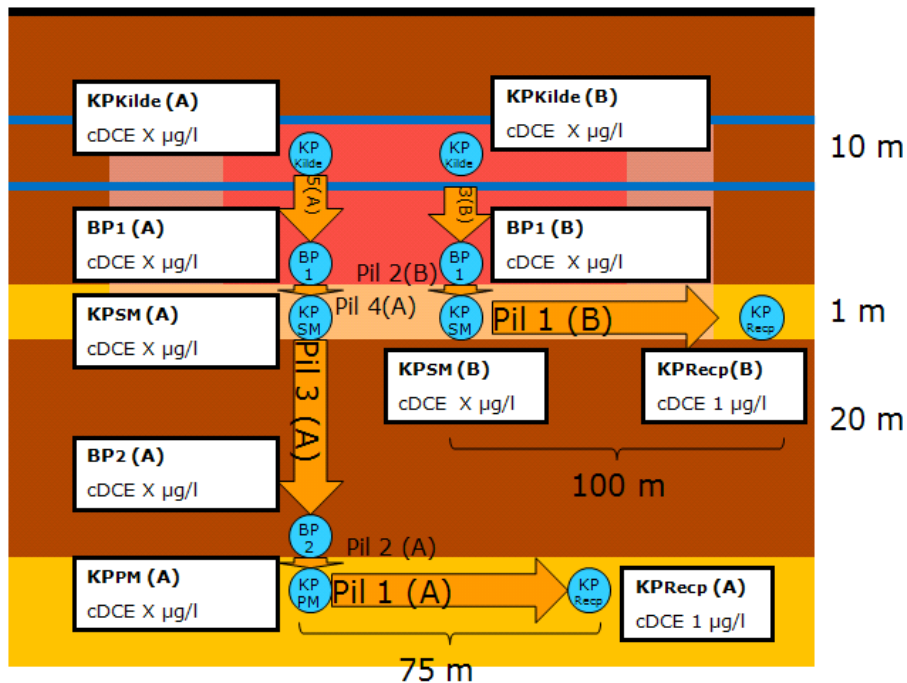 KPKilde (A)
cDCE X µg/l
KPKilde (B)
cDCE  X µg/l
10 m
KP
Kilde
KP
Kilde
5(A)
3(B)
BP1 (A)
cDCE X µg/l
BP
1
Pil 2(B)
BP
1
BP1 (B)
cDCE X µg/l
KPSM (A)
cDCE X µg/l
KP
SM
Pil 4(A)
KP
SM
Pil 1 (B)
KP
Recp
1 m
Pil 3 (A)
KPSM (B)
cDCE  X µg/l
KPRecp(B)
cDCE 1 µg/l
20 m
100 m
BP2 (A)
cDCE X µg/l
BP
2
Pil 2 (A)
KPPM (A)
cDCE X µg/l
KP
PM
Pil 1 (A)
KP
Recp
KPRecp (A)
cDCE 1 µg/l
75 m